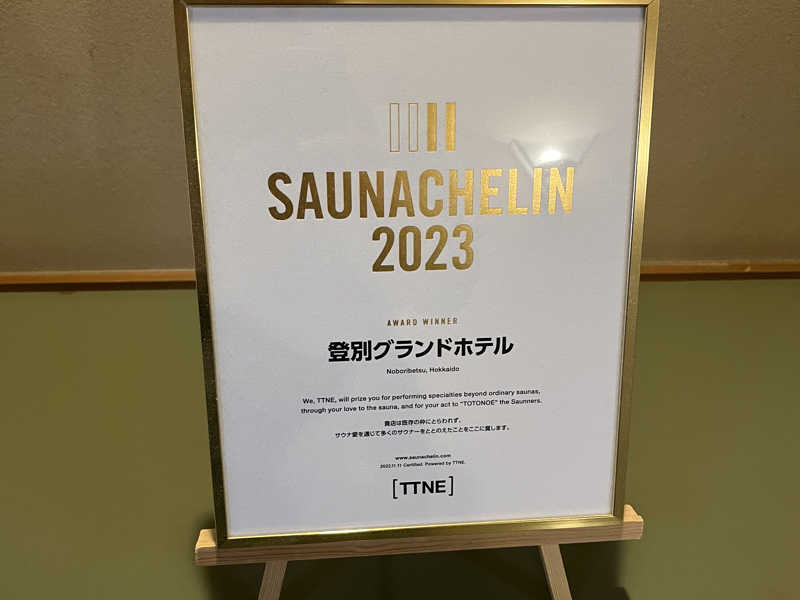 SAUNACHELIN
2023
AWARD WINNER
登別グランドホテル
Noboribetsu, Hokkaido
We, TTNE, will prize you for performing specialties beyond ordinary saunas,
through your love to the sauna, and for your act to "TOTONOE" the Saunners.
貴店は既存の枠にとらわれず、
サウナ愛を通じて多くのサウナーをととのえたことをここに賞します。
www.saunachelin.com
2022.11.11 Certified. Powered by TTNE.
[TTNE]